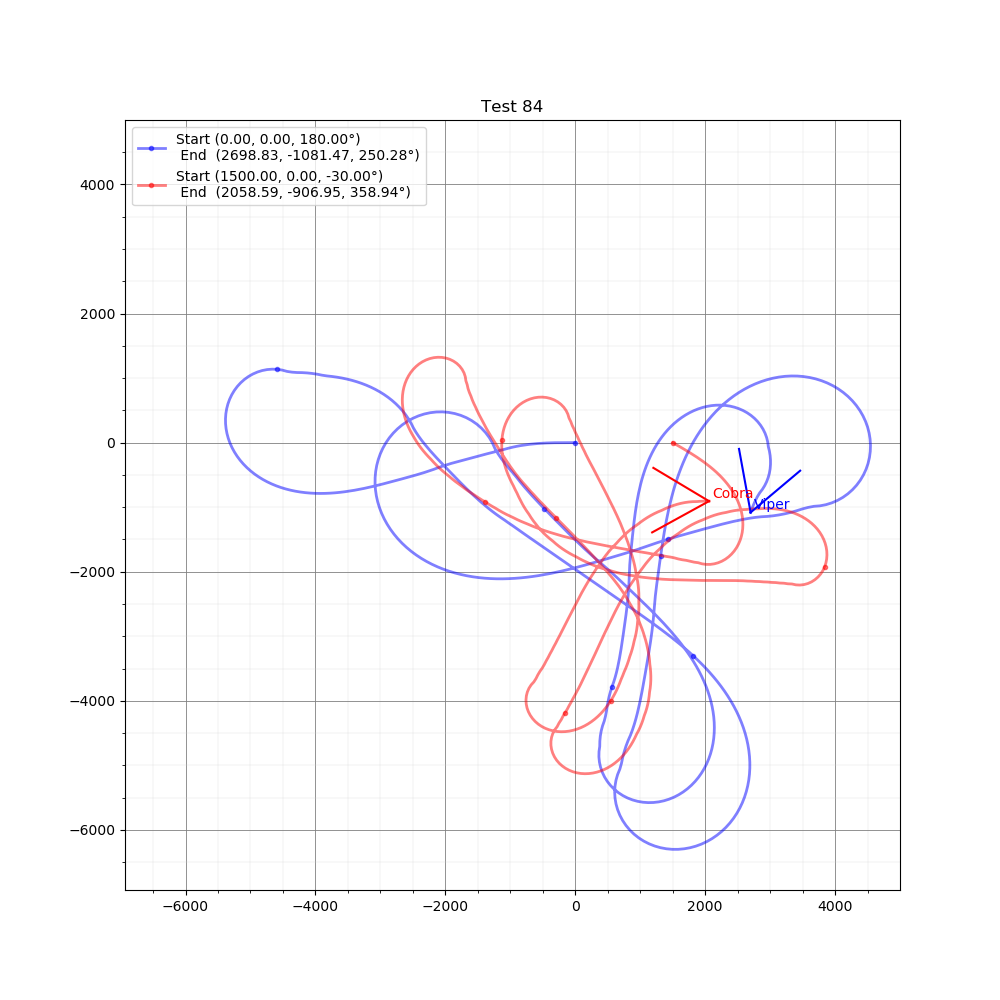 Test 84
Start (0.00, 0.00, 180.00°)
End (2698.83, -1081.47, 250.28°)
Start (1500.00, 0.00, -30.00°)
End (2058.59, -906.95, 358.94°)
4000
2000
0
−2000
−4000
−6000
Cobra
Viper
−6000
−4000
−2000
0
2000
4000